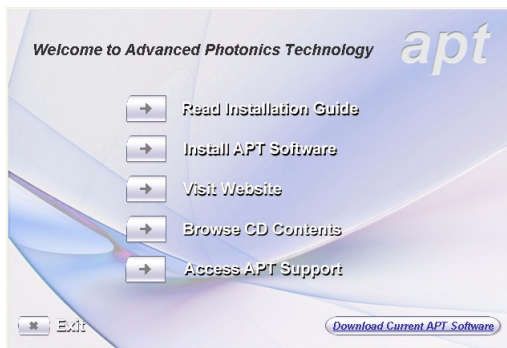 Welcome to Advanced Photonics Technology
apt
Read Installation Guide
Install APT Software
Visit Website
Browse CD Contents
Access APT Support
Exit
Download Current APT Software